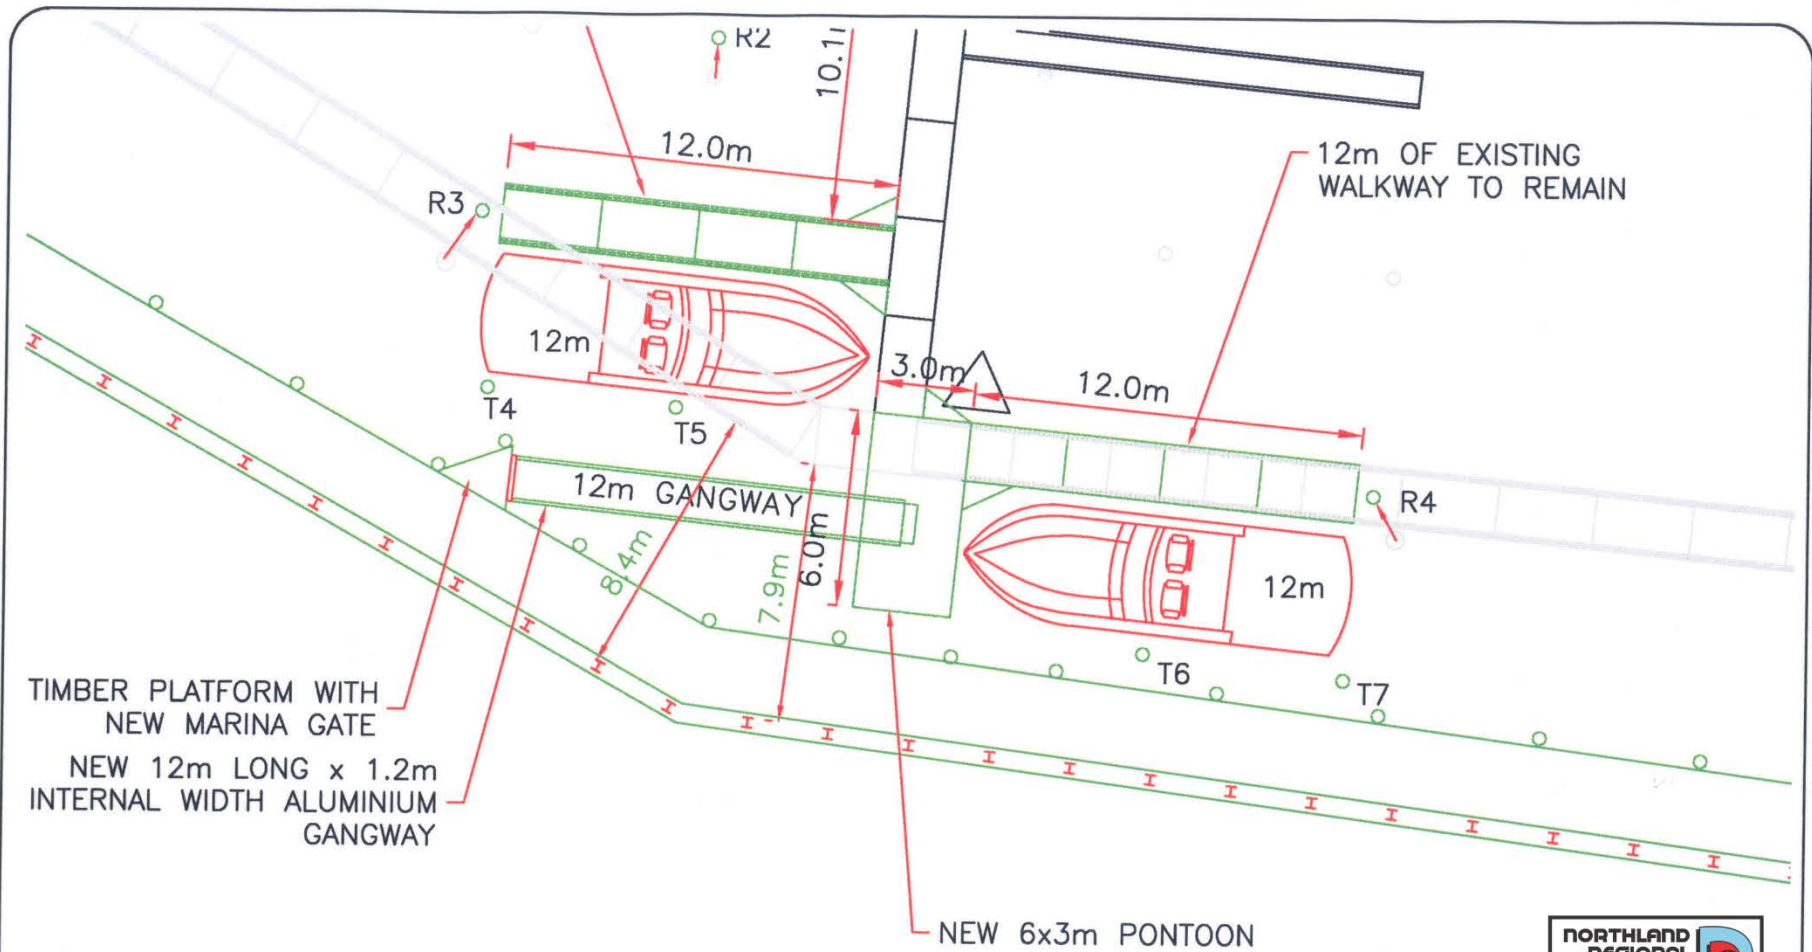 R2
10.1
12.0m
12m OF EXISTING
WALKWAY TO REMAIN
R3
12m
3.0m
12.0m
T4
T5
12m GANGWAY
R4
8.4m
7.9m
6.0m
12m
T6
T7
TIMBER PLATFORM WITH
NEW MARINA GATE
NEW 12m LONG x 1.2m
INTERNAL WIDTH ALUMINIUM
GANGWAY
NEW 6x3m PONTOON
NORTHLAND
REGIONAL